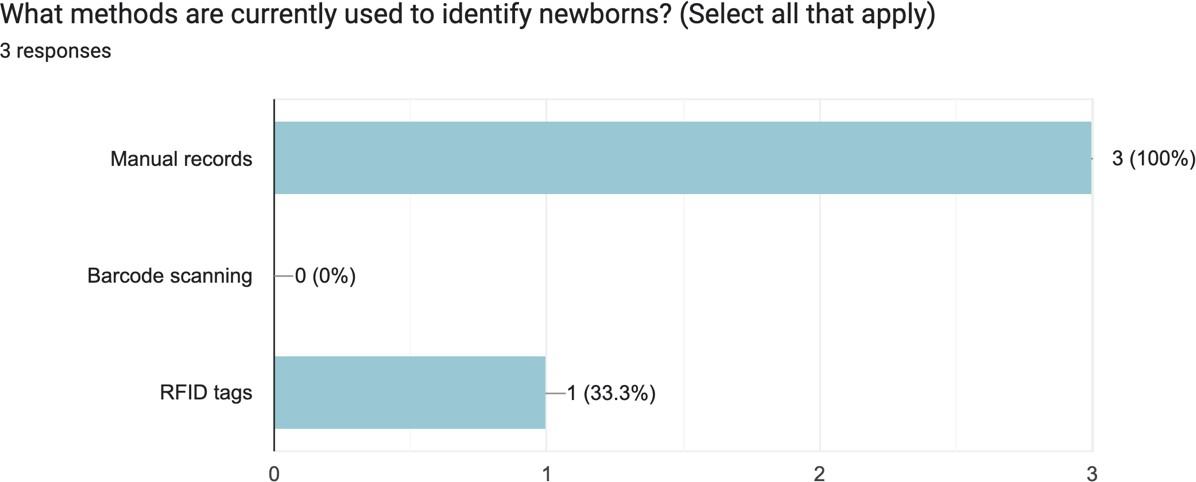 What methods are currently used to identify newborns? (Select all that apply)
3 responses
Manual records
3 (100%)
Barcode scanning
0 (0%)
RFID tags
1 (33.3%)
0
1
2
3